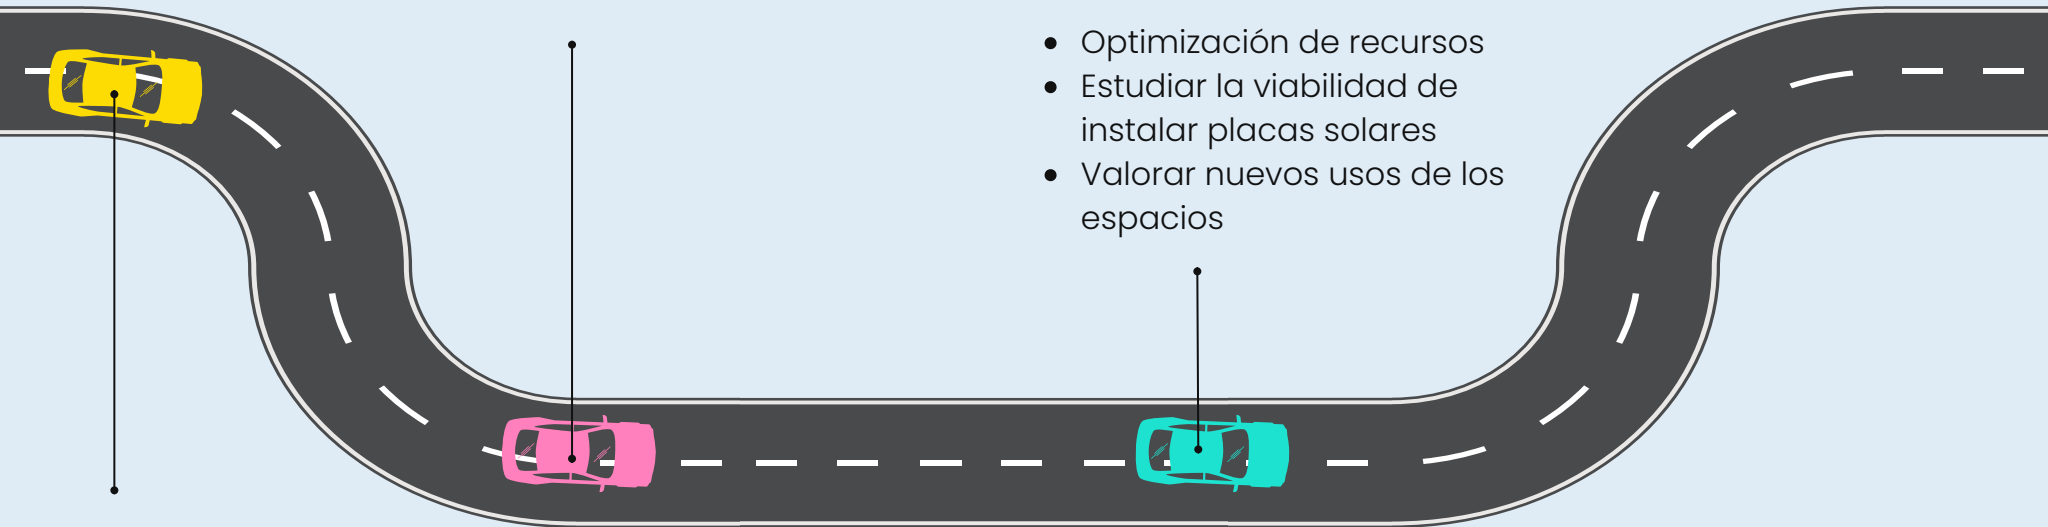 • Optimización de recursos
• Estudiar la viabilidad de
instalar placas solares
• Valorar nuevos usos de los
espacios